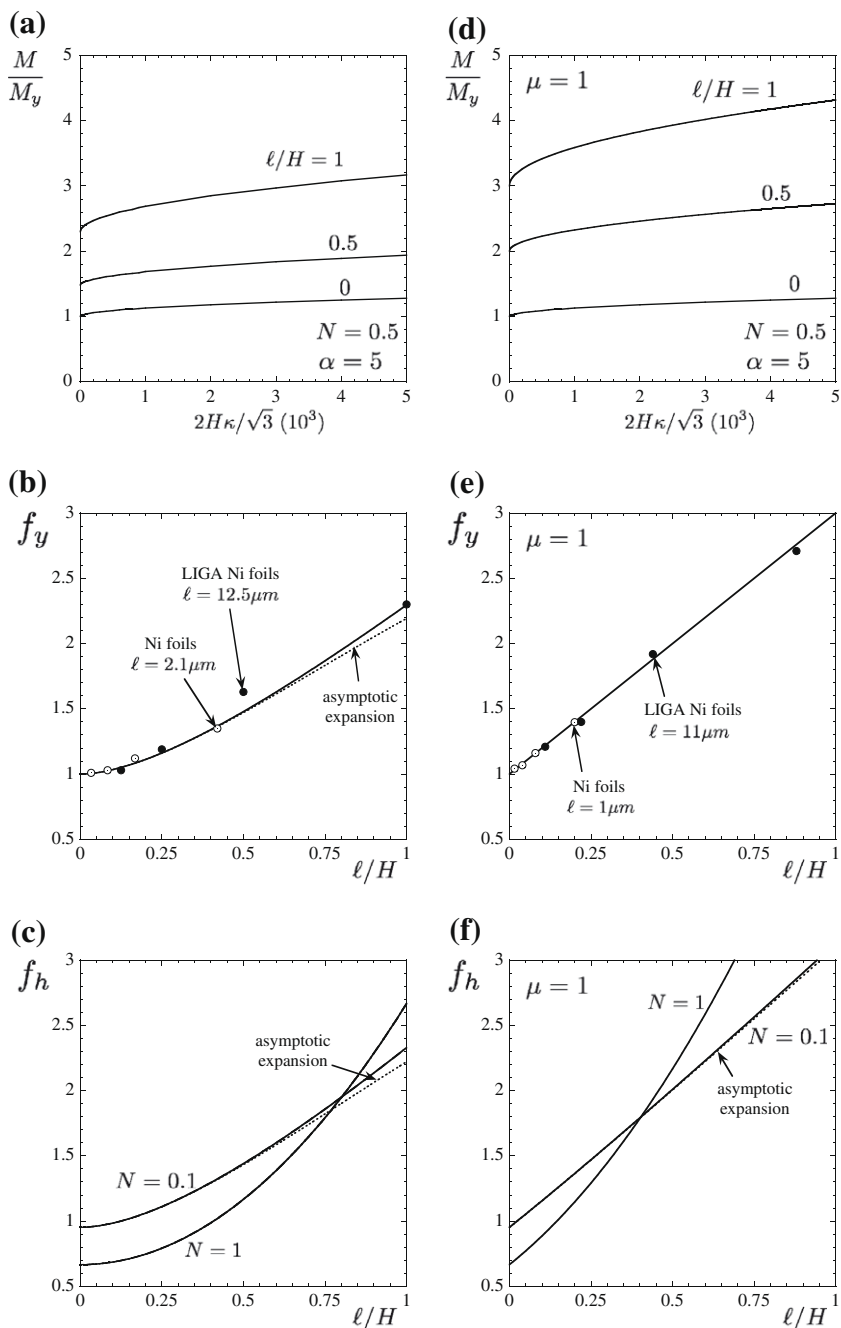 (a)
M
M_y
5
4
3
2
1
0
ℓ/H = 1
0.5
0
N = 0.5
α = 5
0 1 2 3 4 5
2Hκ/√3 (10³)
(d)
M
M_y
5
4
3
2
1
0
μ = 1
ℓ/H = 1
0.5
0
N = 0.5
α = 5
0 1 2 3 4 5
2Hκ/√3 (10³)
(b)
f_y
3
2.5
2
1.5
1
0.5
LIGA Ni foils
ℓ = 12.5μm
Ni foils
ℓ = 2.1μm
asymptotic
expansion
0 0.25 0.5 0.75 1
ℓ/H
(e)
f_y
3
2.5
2
1.5
1
0.5
μ = 1
LIGA Ni foils
ℓ = 11μm
Ni foils
ℓ = 1μm
0 0.25 0.5 0.75 1
ℓ/H
(c)
f_h
3
2.5
2
1.5
1
0.5
asymptotic
expansion
N = 0.1
N = 1
0 0.25 0.5 0.75 1
ℓ/H
(f)
f_h
3
2.5
2
1.5
1
0.5
μ = 1
N = 1
N = 0.1
asymptotic
expansion
0 0.25 0.5 0.75 1
ℓ/H